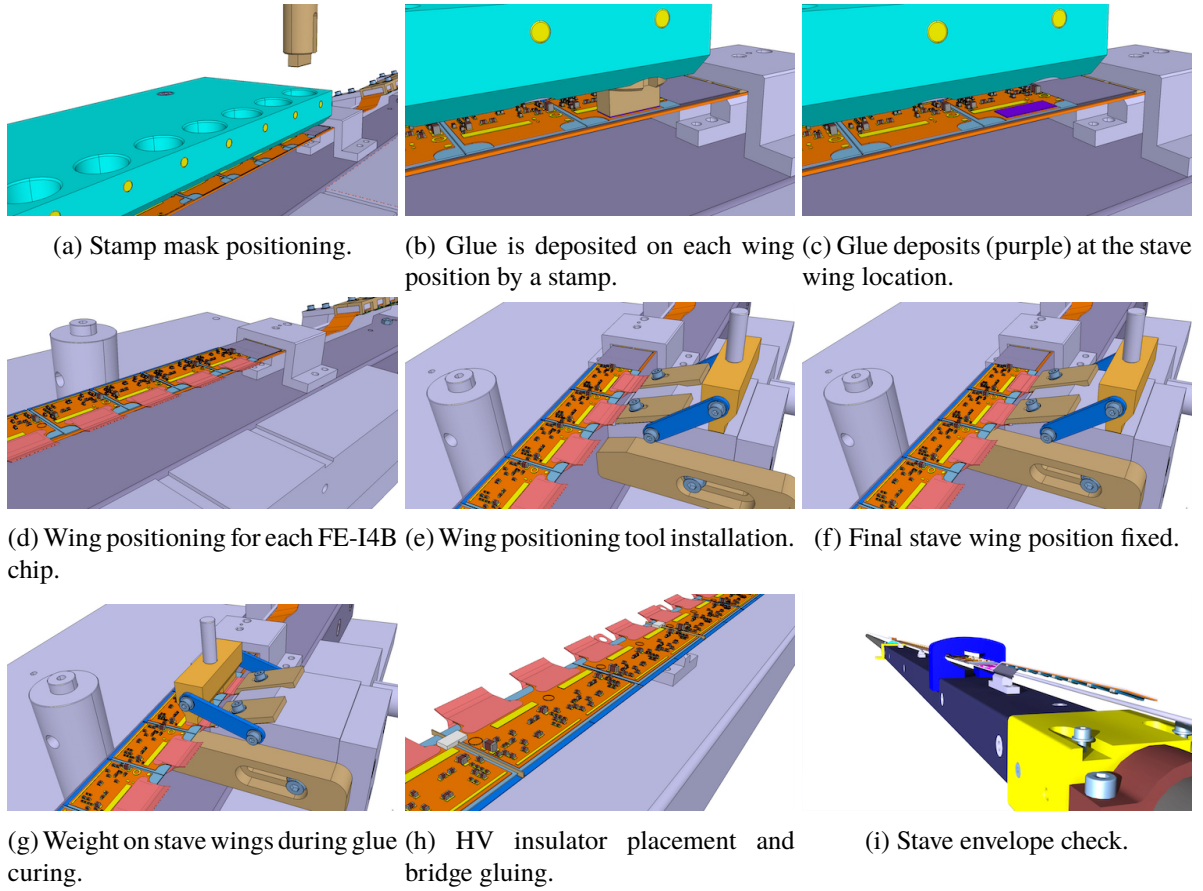 (a) Stamp mask positioning.
(b) Glue is deposited on each wing
position by a stamp.
(c) Glue deposits (purple) at the stave
wing location.
(d) Wing positioning for each FE-I4B
chip.
(e) Wing positioning tool installation.
(f) Final stave wing position fixed.
(g) Weight on stave wings during glue
curing.
(h) HV insulator placement and
bridge gluing.
(i) Stave envelope check.